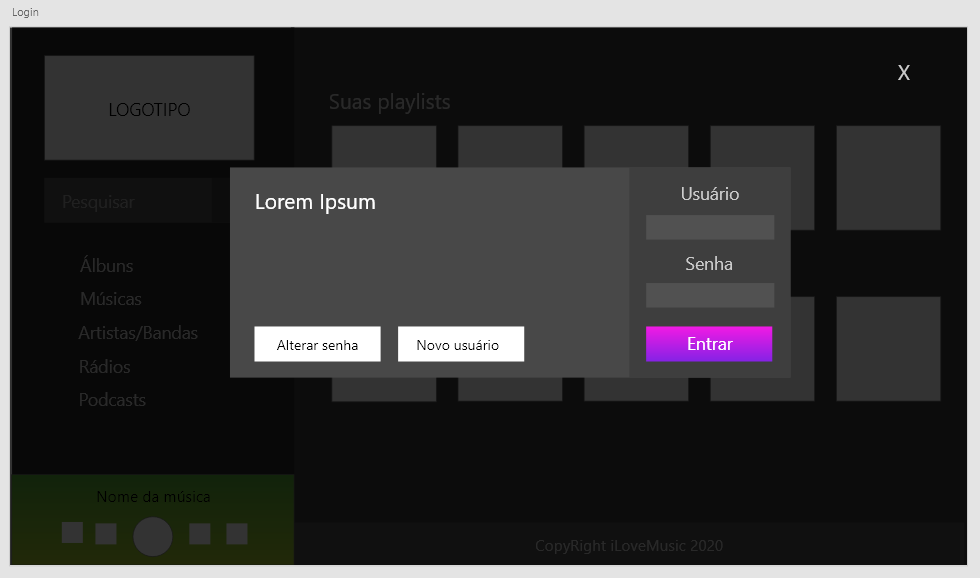 Login
X
LOGOTIPO
Suas playlists
Pesquisar
Álbuns
Músicas
Artistas/Bandas
Rádios
Podcasts
Lorem Ipsum
Alterar senha
Novo usuário
Usuário
Senha
Entrar
Nome da música
CopyRight iLoveMusic 2020